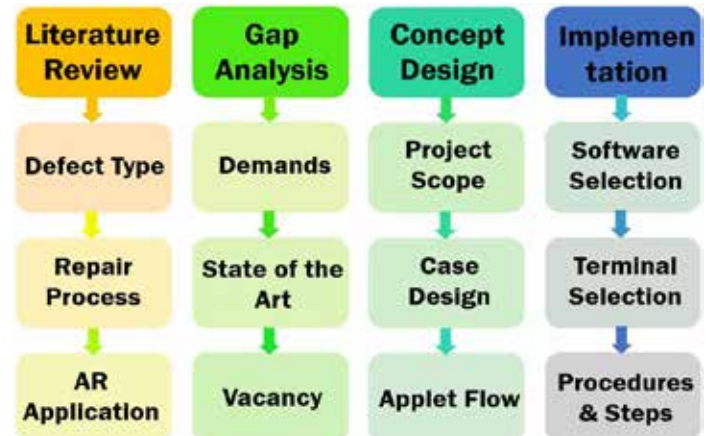 Literature
Review
Defect Type
Repair
Process
AR
Application
Gap
Analysis
Demands
State of the
Art
Vacancy
Concept
Design
Project
Scope
Case
Design
Applet Flow
Implemen
tation
Software
Selection
Terminal
Selection
Procedures
& Steps